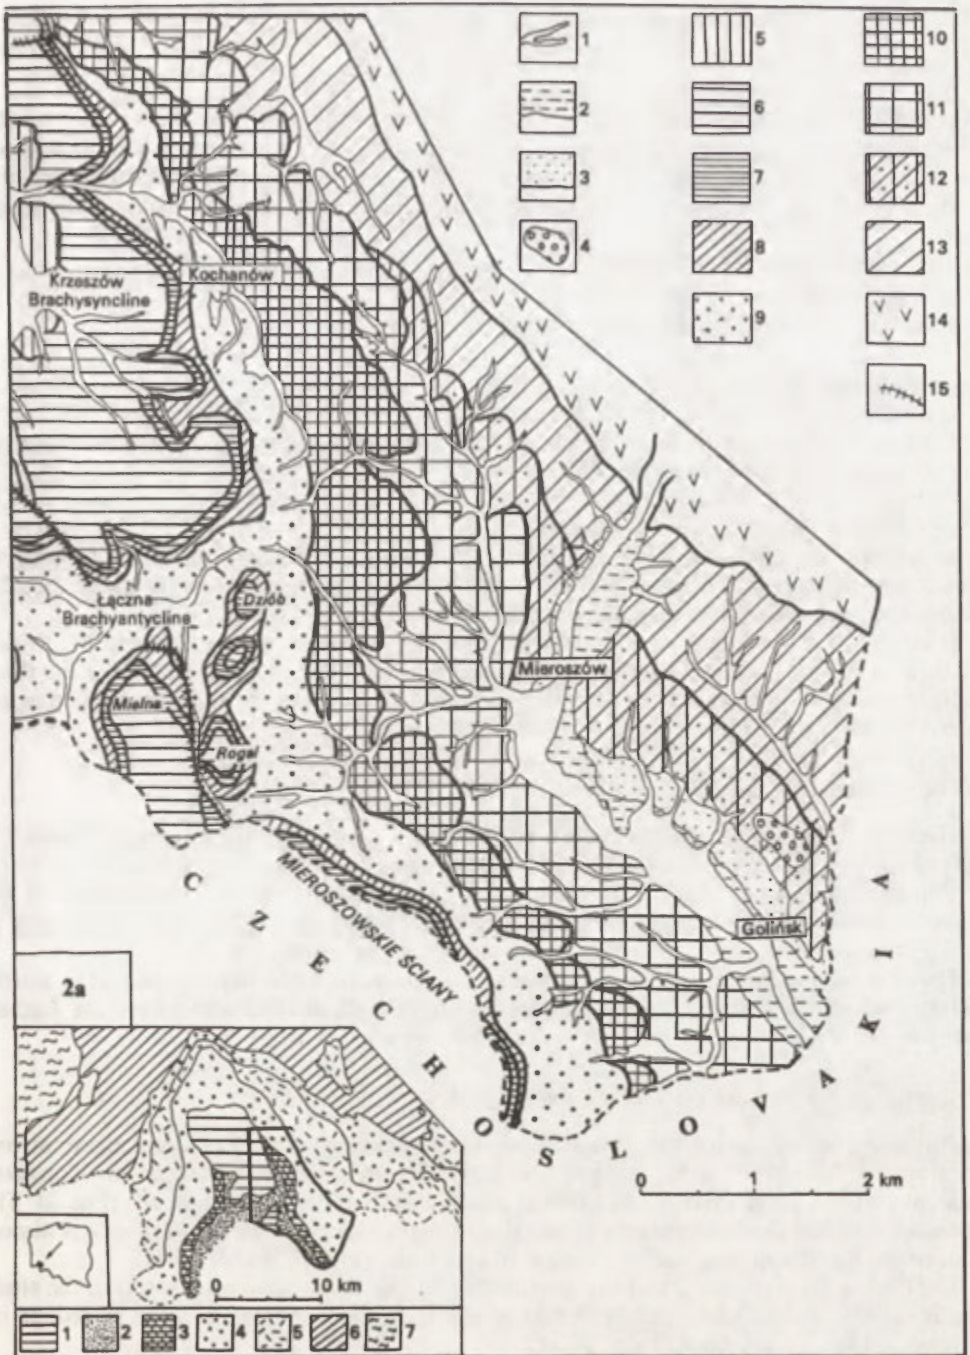 1
5
10
2
6
11
3
7
12
4
8
13
9
14
15
Krzeszów
Brachysyncline
Kochanów
Łączna
Brachyantycline
Dziób
Mielna
Rogal
Mieroszów
Golińsk
MIEROSZOWSKIE ŚCIANY
CZECHOSLOVAKIA
0 1 2 km
2a
0 10 km
1 2 3 4 5 6 7